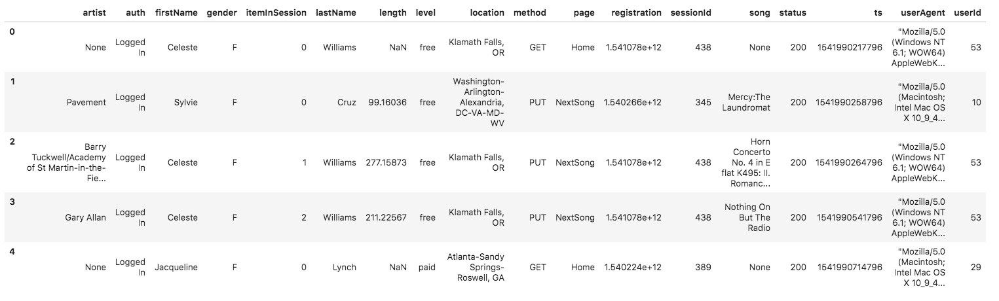 artist auth firstName gender itemInSession lastName length level location method page registration sessionId song status ts userAgent userId
0 None Logged In Celeste F 0 Williams NaN free Klamath Falls, OR GET Home 1.541078e+12 438 None 200 1541990217796 "Mozilla/5.0 (Windows NT 6.1; WOW64) AppleWebK... 53
1 Pavement Logged In Sylvie F 0 Cruz 99.16036 free Washington-Arlington-Alexandria, DC-VA-MD-WV PUT NextSong 1.540266e+12 345 Mercy:The Laundromat 200 1541990258796 "Mozilla/5.0 (Macintosh; Intel Mac OS X 10_9_4... 10
2 Barry Tuckwell/Academy of St Martin-in-the-Fie... Logged In Celeste F 1 Williams 277.15873 free Klamath Falls, OR PUT NextSong 1.541078e+12 438 Horn Concerto No. 4 in E flat K495: II. Romanc... 200 1541990264796 "Mozilla/5.0 (Windows NT 6.1; WOW64) AppleWebK... 53
3 Gary Allan Logged In Celeste F 2 Williams 211.22567 free Klamath Falls, OR PUT NextSong 1.541078e+12 438 Nothing On But The Radio 200 1541990541796 "Mozilla/5.0 (Windows NT 6.1; WOW64) AppleWebK... 53
4 None Logged In Jacqueline F 0 Lynch NaN paid Atlanta-Sandy Springs-Roswell, GA GET Home 1.540224e+12 389 None 200 1541990714796 "Mozilla/5.0 (Macintosh; Intel Mac OS X 10_9_4... 29